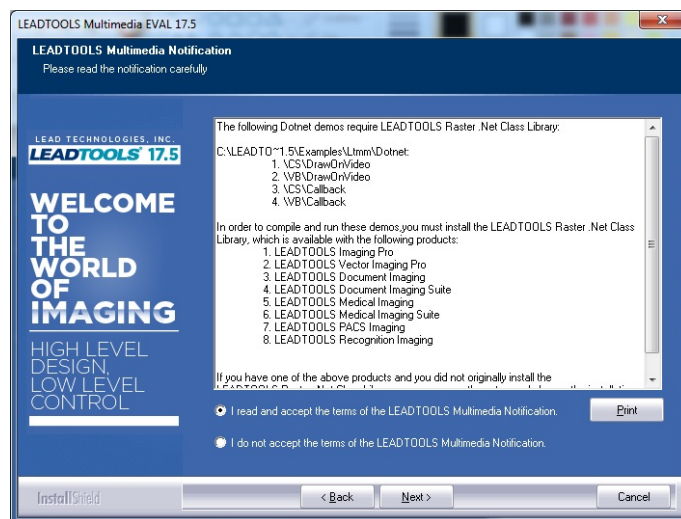 LEADTOOLS Multimedia EVAL 17.5
LEADTOOLS Multimedia Notification
Please read the notification carefully
LEAD TECHNOLOGIES, INC.
LEADTOOLS 17.5
WELCOME
TO
THE
WORLD
OF
IMAGING
HIGH LEVEL
DESIGN,
LOW LEVEL
CONTROL
The following Dotnet demos require LEADTOOLS Raster .Net Class Library:
C:\LEADTO~1.5\Examples\Ltmm\Dotnet:
1. \CS\DrawOnVideo
2. \VB\DrawOnVideo
3. \CS\Callback
4. \VB\Callback
In order to compile and run these demos,you must install the LEADTOOLS Raster .Net Class
Library, which is available with the following products:
1. LEADTOOLS Imaging Pro
2. LEADTOOLS Vector Imaging Pro
3. LEADTOOLS Document Imaging
4. LEADTOOLS Document Imaging Suite
5. LEADTOOLS Medical Imaging
6. LEADTOOLS Medical Imaging Suite
7. LEADTOOLS PACS Imaging
8. LEADTOOLS Recognition Imaging
If you have one of the above products and you did not originally install the
I read and accept the terms of the LEADTOOLS Multimedia Notification.
Print
I do not accept the terms of the LEADTOOLS Multimedia Notification.
InstallShield
< Back
Next >
Cancel